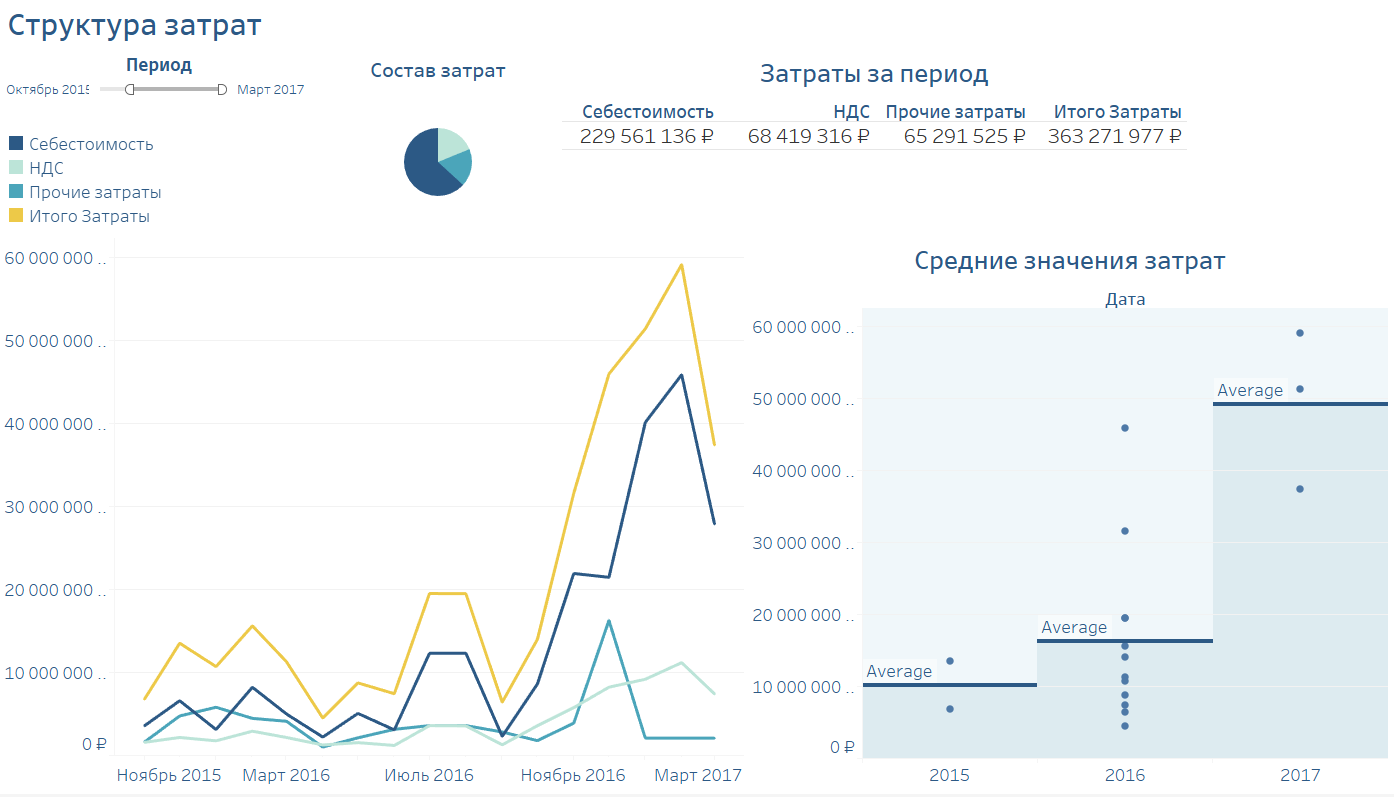 Структура затрат
Период
Октябрь 2015 Март 2017
Состав затрат
Затраты за период
Себестоимость НДС Прочие затраты Итого Затраты
229 561 136 ₽ 68 419 316 ₽ 65 291 525 ₽ 363 271 977 ₽
Себестоимость
НДС
Прочие затраты
Итого Затраты
60 000 000 ..
50 000 000 ..
40 000 000 ..
30 000 000 ..
20 000 000 ..
10 000 000 ..
0 ₽
Ноябрь 2015 Март 2016 Июль 2016 Ноябрь 2016 Март 2017
Средние значения затрат
Дата
60 000 000 ..
50 000 000 ..
40 000 000 ..
30 000 000 ..
20 000 000 ..
10 000 000 ..
0 ₽
Average
Average
Average
2015 2016 2017